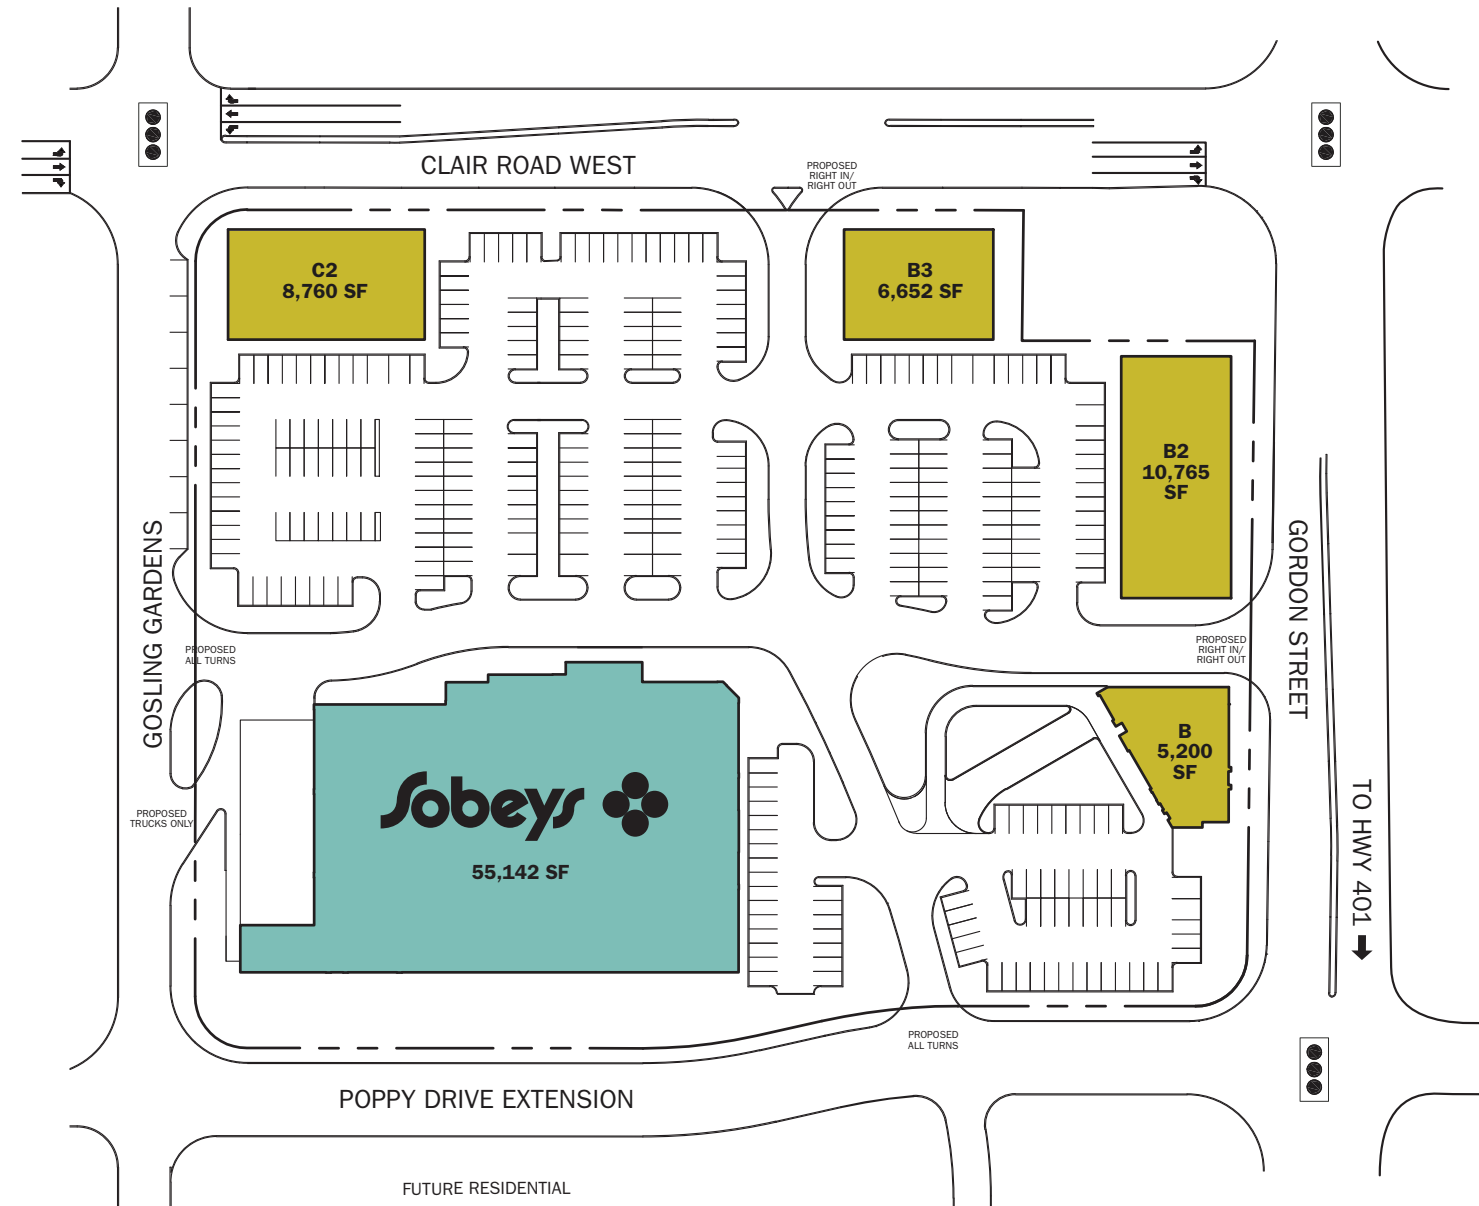 CLAIR ROAD WEST
PROPOSED
RIGHT IN/
RIGHT OUT
C2
8,760 SF
B3
6,652 SF
B2
10,765
SF
GOSLING GARDENS
GORDON STREET
PROPOSED
ALL TURNS
PROPOSED
RIGHT IN/
RIGHT OUT
B
5,200
SF
Sobeys
55,142 SF
PROPOSED
TRUCKS ONLY
TO HWY 401
PROPOSED
ALL TURNS
POPPY DRIVE EXTENSION
FUTURE RESIDENTIAL